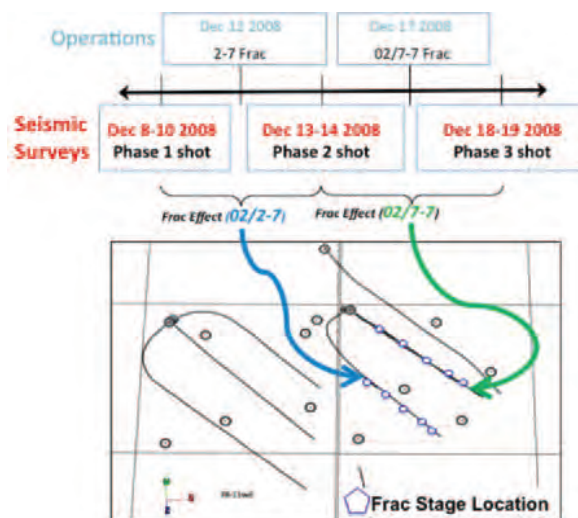 Operations
Dec 12 2008
2-7 Frac
Dec 17 2008
02/7-7 Frac
Seismic
Surveys
Dec 8-10 2008
Phase 1 shot
Dec 13-14 2008
Phase 2 shot
Dec 18-19 2008
Phase 3 shot
Frac Effect (02/2-7)
Frac Effect (02/7-7)
Frac Stage Location